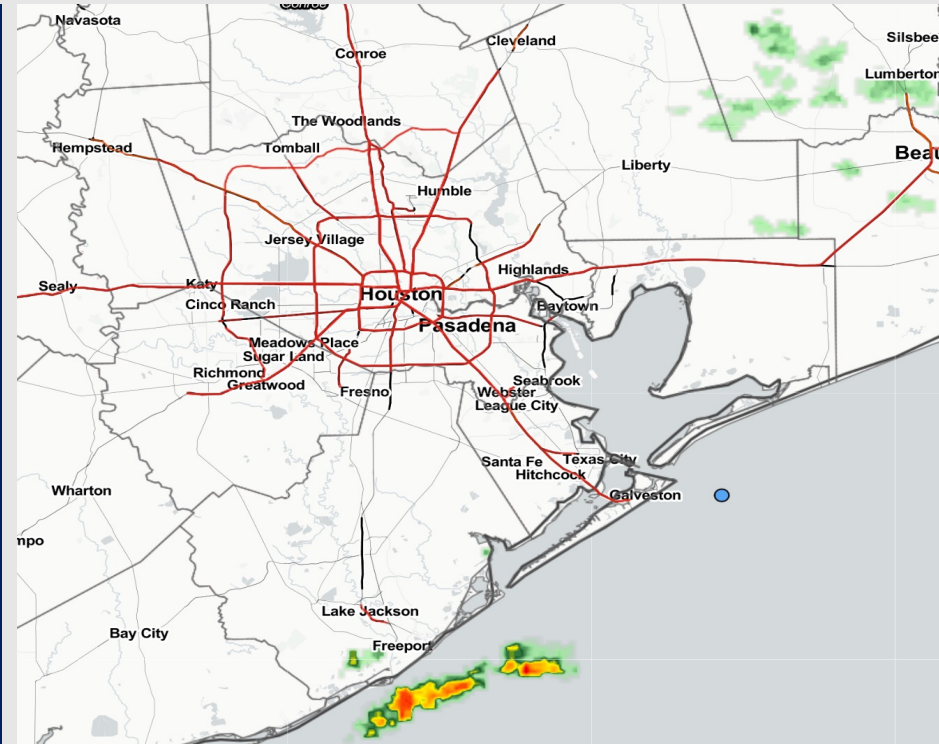 Conroe
Navasota
Silsbee
Cleveland
Conroe
Lumberton
The Woodlands
Hempstead
Tomball
Beau
Liberty
Humble
Jersey Village
Highlands
Sealy
Katy
Houston
Cinco Ranch
Baytown
Pasadena
Meadows Place
Sugar Land
Richmond
Greatwood
Seabrook
Fresno
Webster
League City
Santa Fe
Texas City
Hitchcock
Wharton
Galveston
mpo
Lake Jackson
Bay City
Freeport